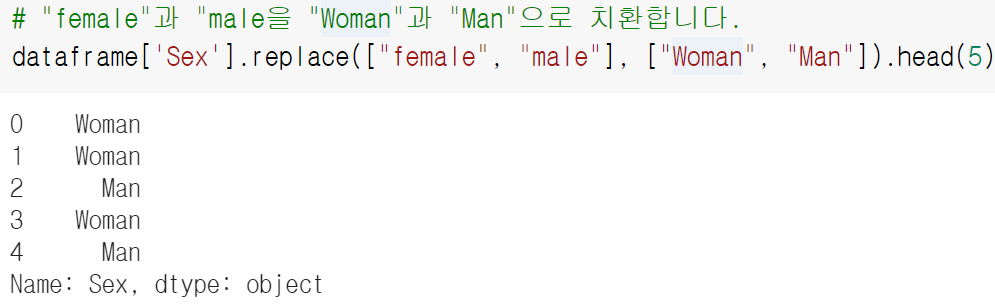 # "female"과 "male을 "Woman"과 "Man"으로 치환합니다.
dataframe['Sex'].replace(["female", "male"], ["Woman", "Man"]).head(5)
0    Woman
1    Woman
2      Man
3    Woman
4      Man
Name: Sex, dtype: object